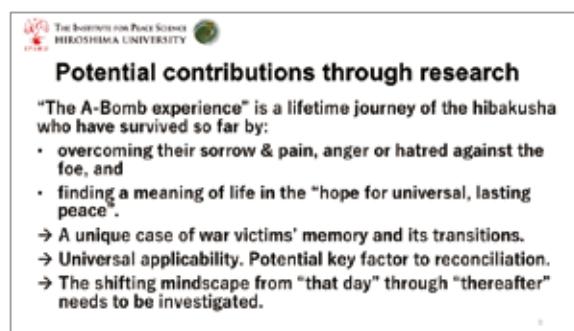 THE INSTITUTE FOR PEACE SCIENCE
HIROSHIMA UNIVERSITY
Potential contributions through research
“The A-Bomb experience” is a lifetime journey of the hibakusha
who have survived so far by:
• overcoming their sorrow & pain, anger or hatred against the
foe, and
• finding a meaning of life in the “hope for universal, lasting
peace”.
→ A unique case of war victims’ memory and its transitions.
→ Universal applicability. Potential key factor to reconciliation.
→ The shifting mindscape from “that day” through “thereafter”
needs to be investigated.